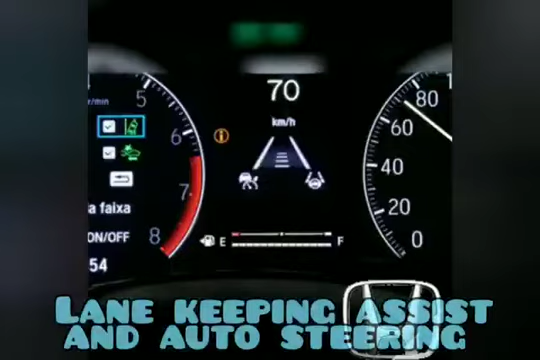 70
km/h
r/min
5
6
7
8
a faixa
ON/OFF
54
E
F
80
60
40
20
0
LANE KEEPING ASSIST
AND AUTO STEERING